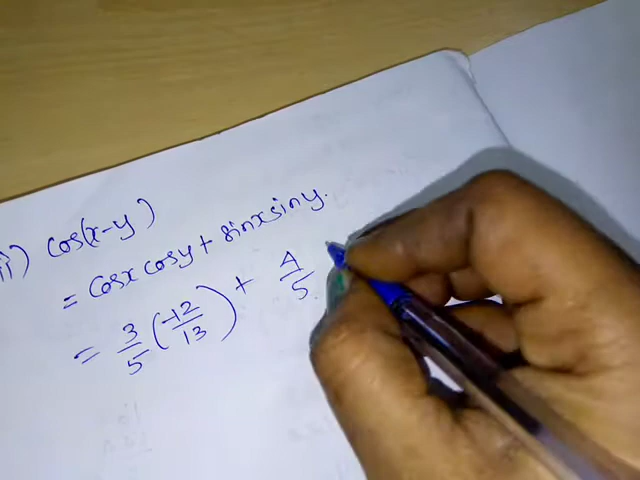 ii) cos(x-y)
= cosx cosy + sinx siny.
= 3/5 (-12/13) + 4/5.